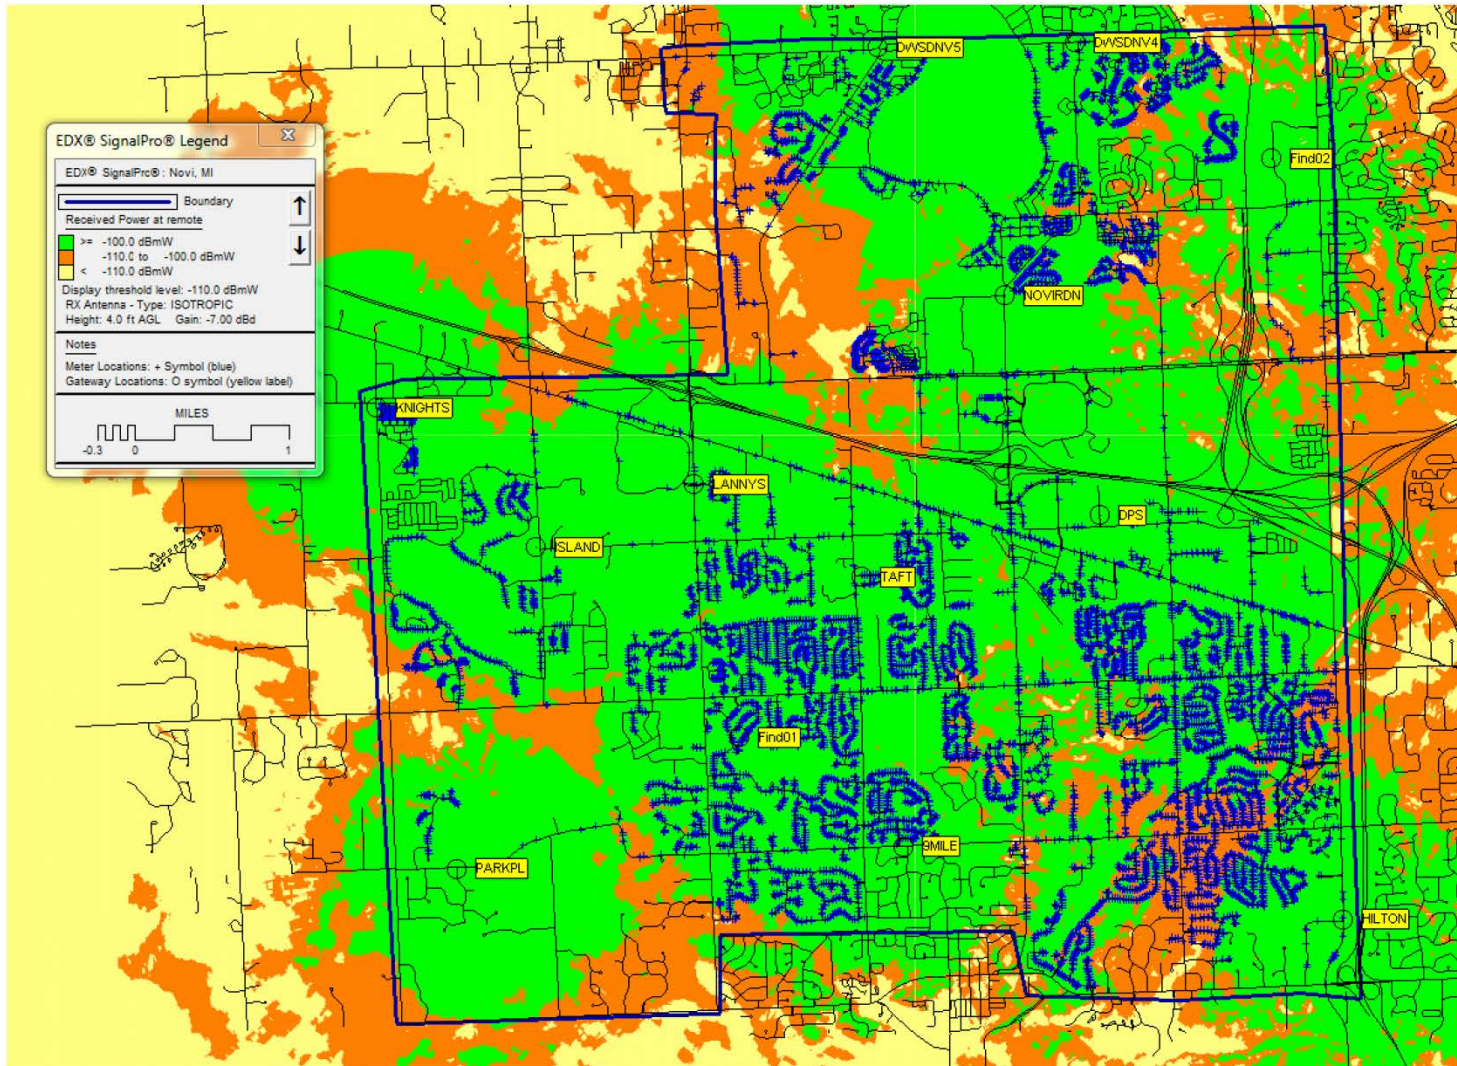 DWSDNV5
DWSDNV4
EDX® SignalPro® Legend
EDX® SignalPro® : Novi, MI
Boundary
Received Power at remote
>= -100.0 dBmW
-110.0 to -100.0 dBmW
< -110.0 dBmW
Display threshold level: -110.0 dBmW
RX Antenna - Type: ISOTROPIC
Height: 4.0 ft AGL Gain: -7.00 dBd
Notes
Meter Locations: + Symbol (blue)
Gateway Locations: O symbol (yellow label)
MILES
-0.3 0 1
Find02
NOVIRDN
KNIGHTS
LANNYS
DPS
ISLAND
TAFT
Find01
9MILE
PARKPL
HILTON